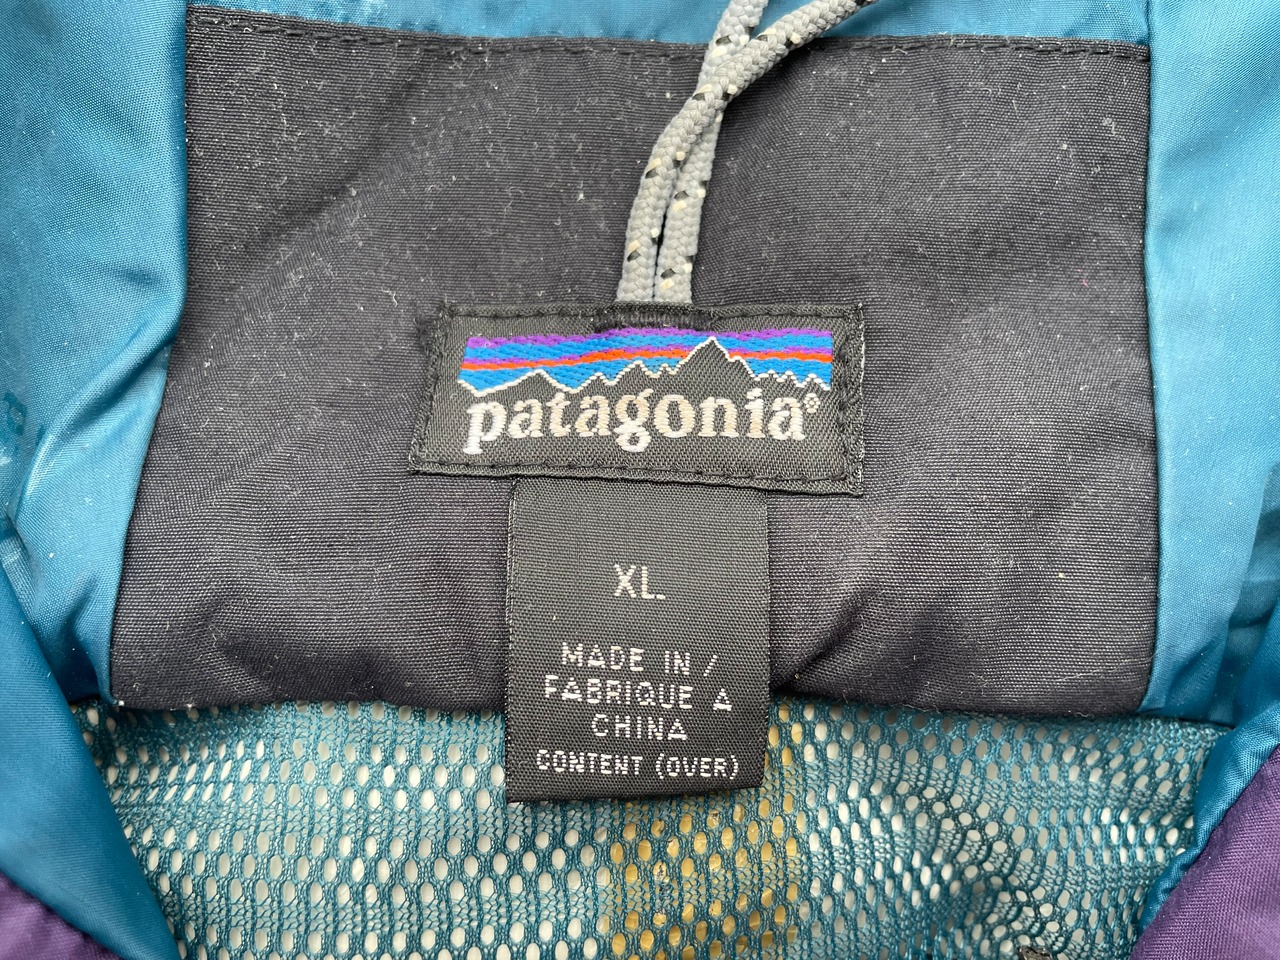 patagonia®
XL
MADE IN /
FABRIQUE A
CHINA
CONTENT (OVER)